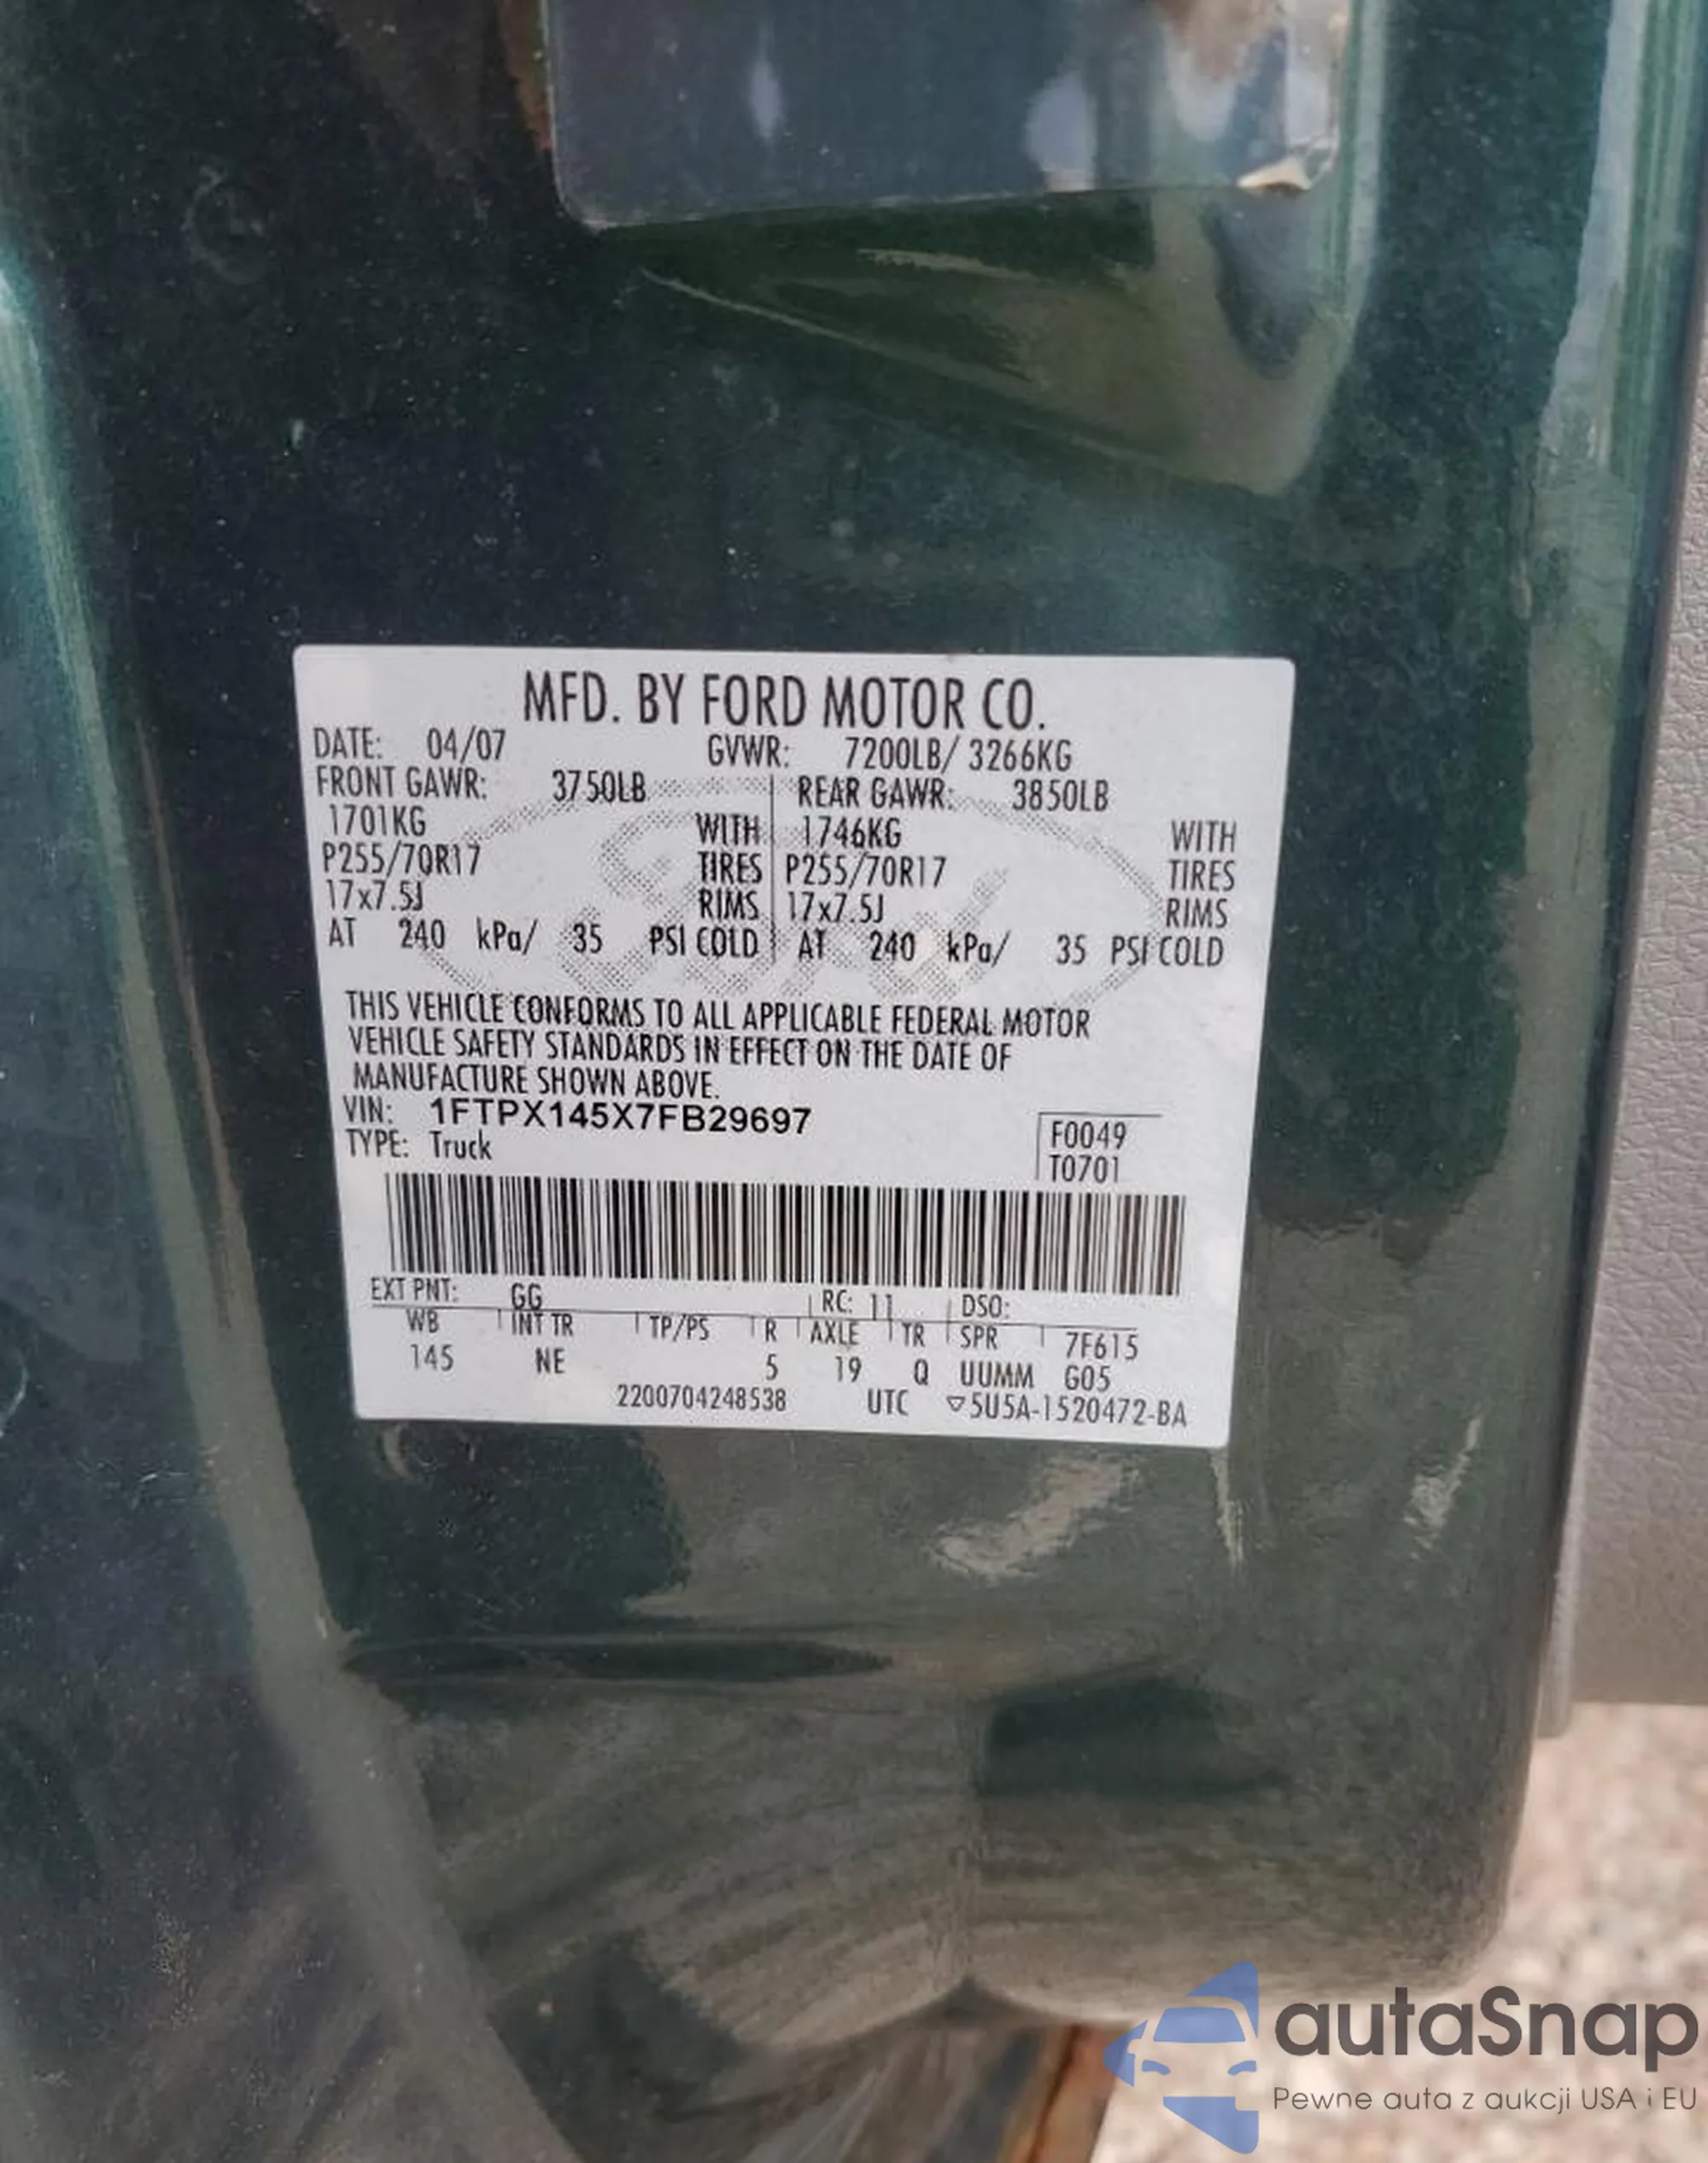 MFD. BY FORD MOTOR CO.
DATE: 04/07 GVWR: 7200LB/ 3266KG
FRONT GAWR: 3750LB REAR GAWR: 3850LB
1701KG WITH 1746KG WITH
P255/70R17 TIRES P255/70R17 TIRES
17x7.5J RIMS 17x7.5J RIMS
AT 240 kPa/ 35 PSI COLD AT 240 kPa/ 35 PSI COLD
THIS VEHICLE CONFORMS TO ALL APPLICABLE FEDERAL MOTOR
VEHICLE SAFETY STANDARDS IN EFFECT ON THE DATE OF
MANUFACTURE SHOWN ABOVE.
VIN: 1FTPX145X7FB29697 F0049
TYPE: Truck T0701
EXT PNT: GG RC: 11 DSO:
WB INT TR TP/PS R AXLE TR SPR 7F615
145 NE 5 19 Q UUMM G05
2200704248538 UTC ▽5U5A-1520472-BA
autaSnap
Pewne auta z aukcji USA i EU